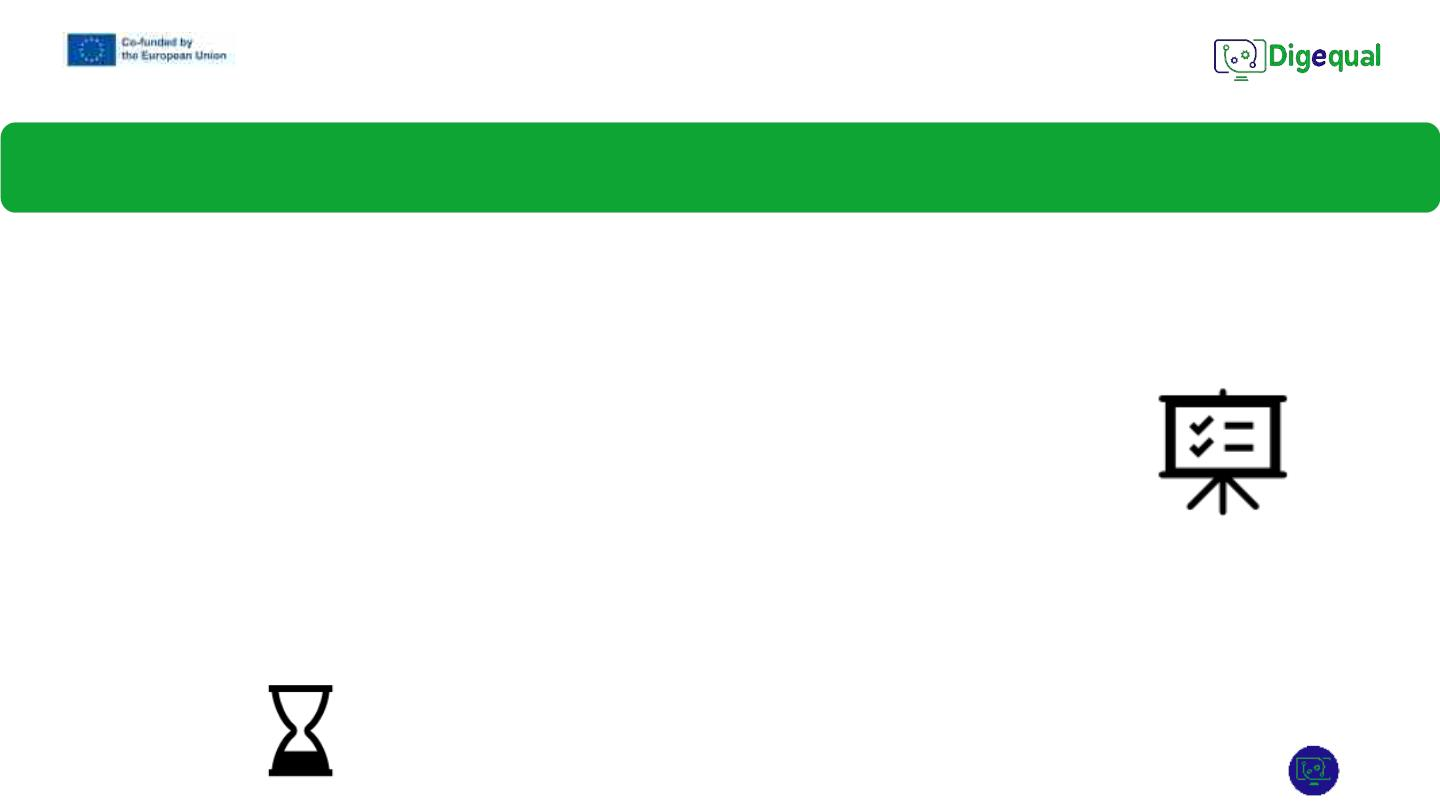 Co-funded by
the European Union
Digequal